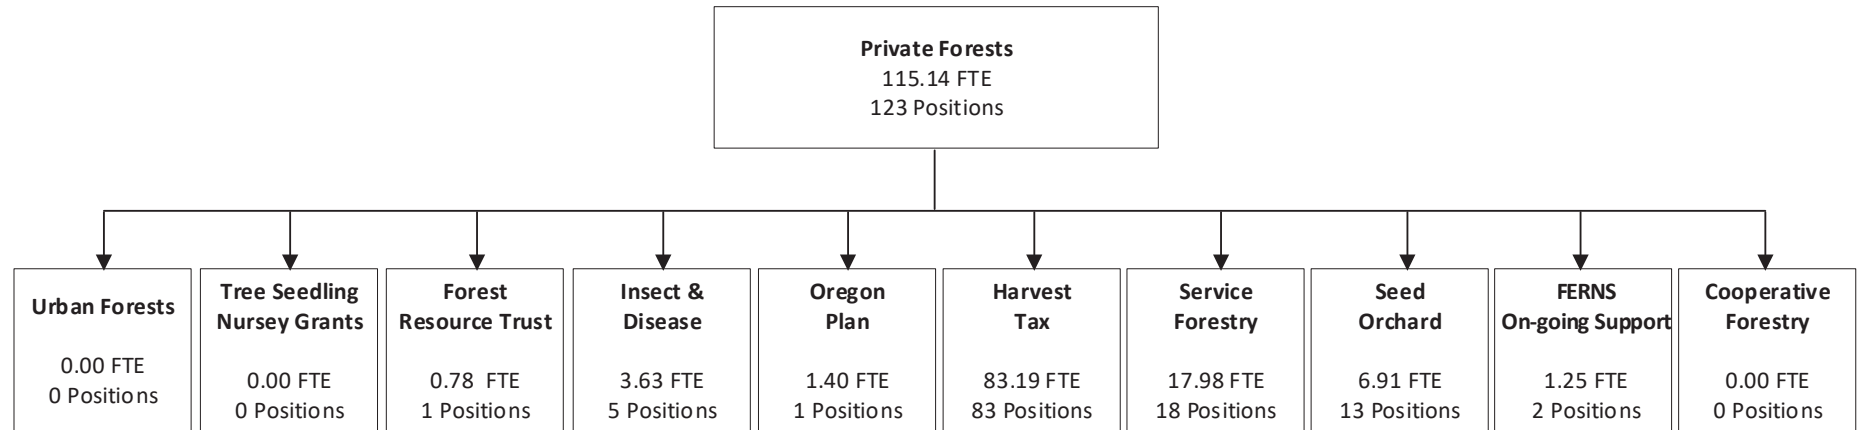 Private Forests
115.14 FTE
123 Positions
Urban Forests
0.00 FTE
0 Positions
Tree Seedling
Nursey Grants
0.00 FTE
0 Positions
Forest
Resource Trust
0.78 FTE
1 Positions
Insect &
Disease
3.63 FTE
5 Positions
Oregon
Plan
1.40 FTE
1 Positions
Harvest
Tax
83.19 FTE
83 Positions
Service
Forestry
17.98 FTE
18 Positions
Seed
Orchard
6.91 FTE
13 Positions
FERNS
On-going Support
1.25 FTE
2 Positions
Cooperative
Forestry
0.00 FTE
0 Positions